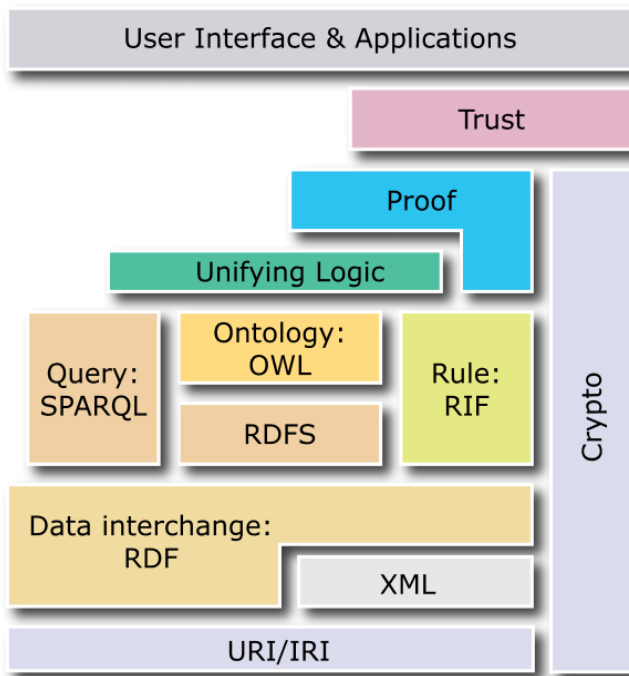 User Interface & Applications
Trust
Proof
Unifying Logic
Query:
SPARQL
Ontology:
OWL
RDFS
Rule:
RIF
Crypto
Data interchange:
RDF
XML
URI/IRI